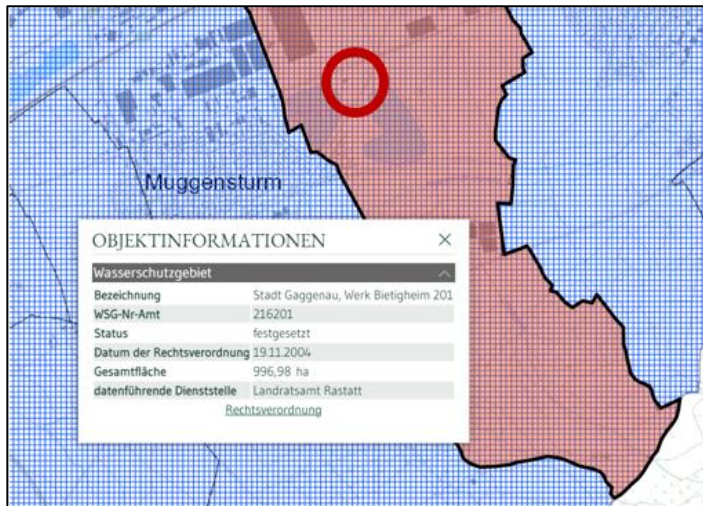 Muggensturm
OBJEKTINFORMATIONEN
Wasserschutzgebiet
Bezeichnung Stadt Gaggenau, Werk Bietigheim 201
WSG-Nr-Amt 216201
Status festgesetzt
Datum der Rechtsverordnung 19.11.2004
Gesamtfläche 996,98 ha
datenführende Dienststelle Landratsamt Rastatt
Rechtsverordnung